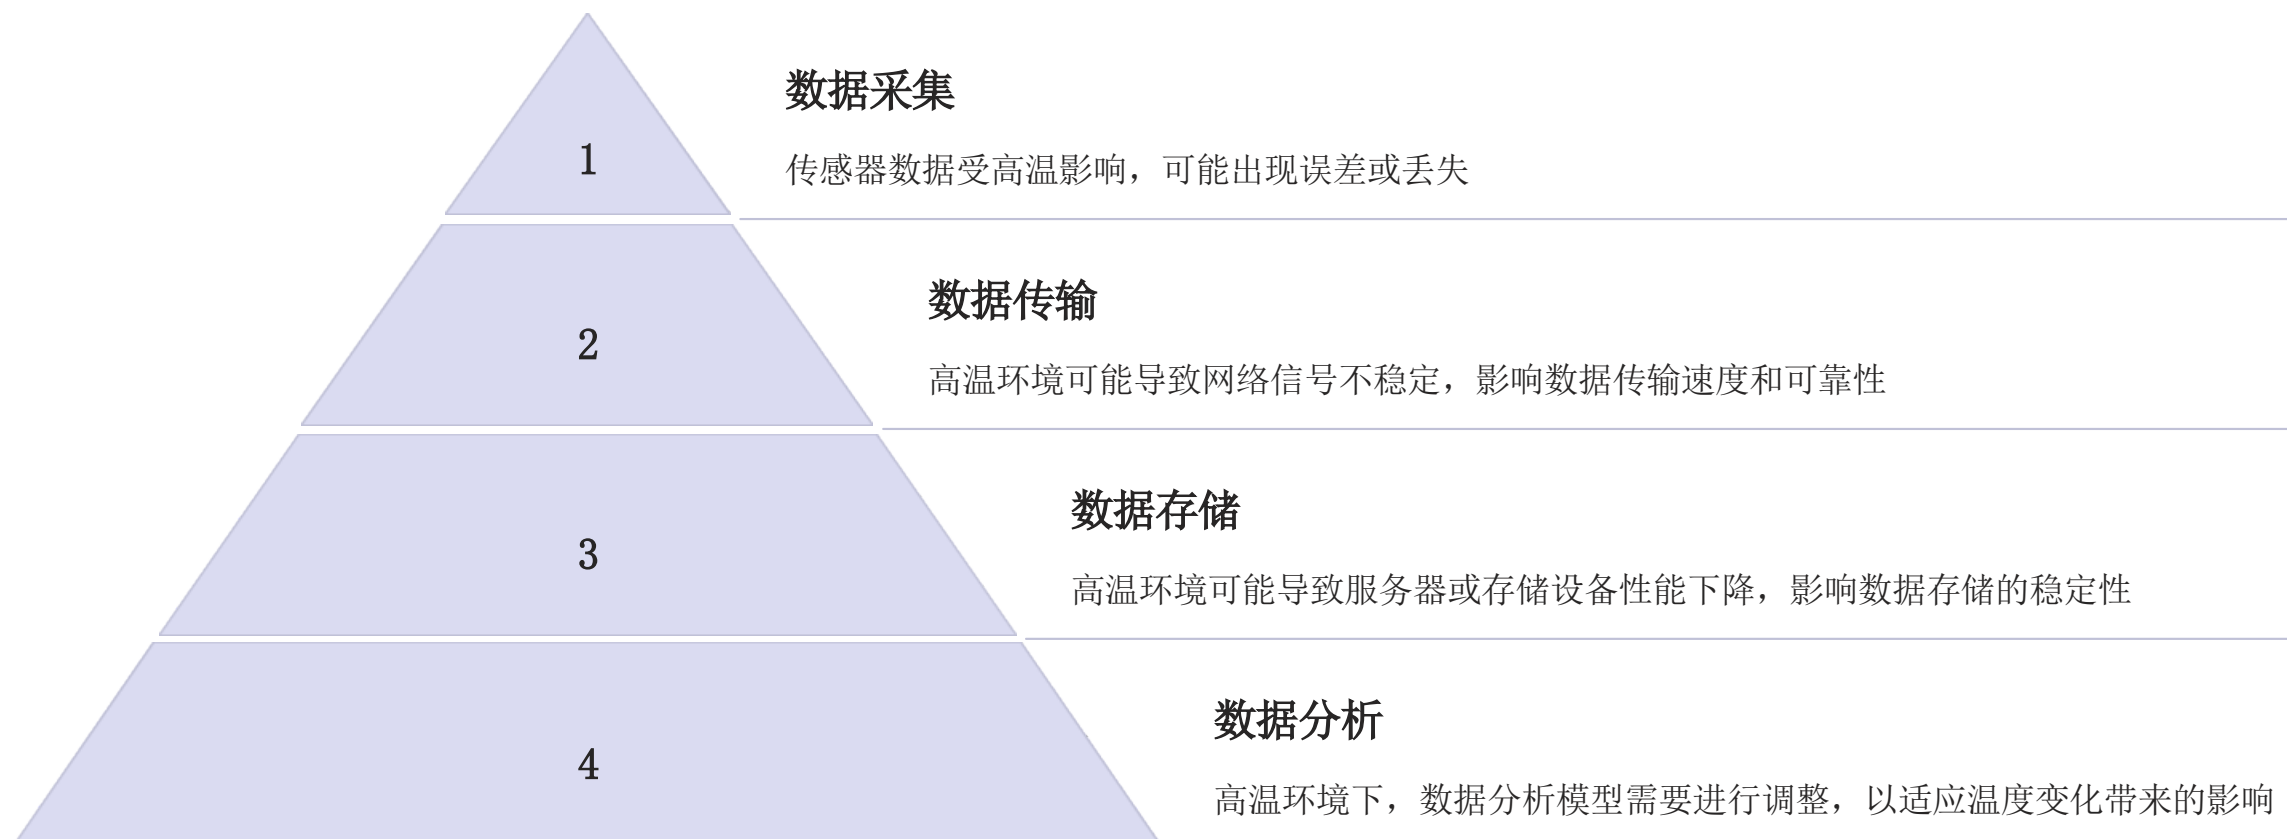 1
数据采集
传感器数据受高温影响，可能出现误差或丢失
2
数据传输
高温环境可能导致网络信号不稳定，影响数据传输速度和可靠性
3
数据存储
高温环境可能导致服务器或存储设备性能下降，影响数据存储的稳定性
4
数据分析
高温环境下，数据分析模型需要进行调整，以适应温度变化带来的影响